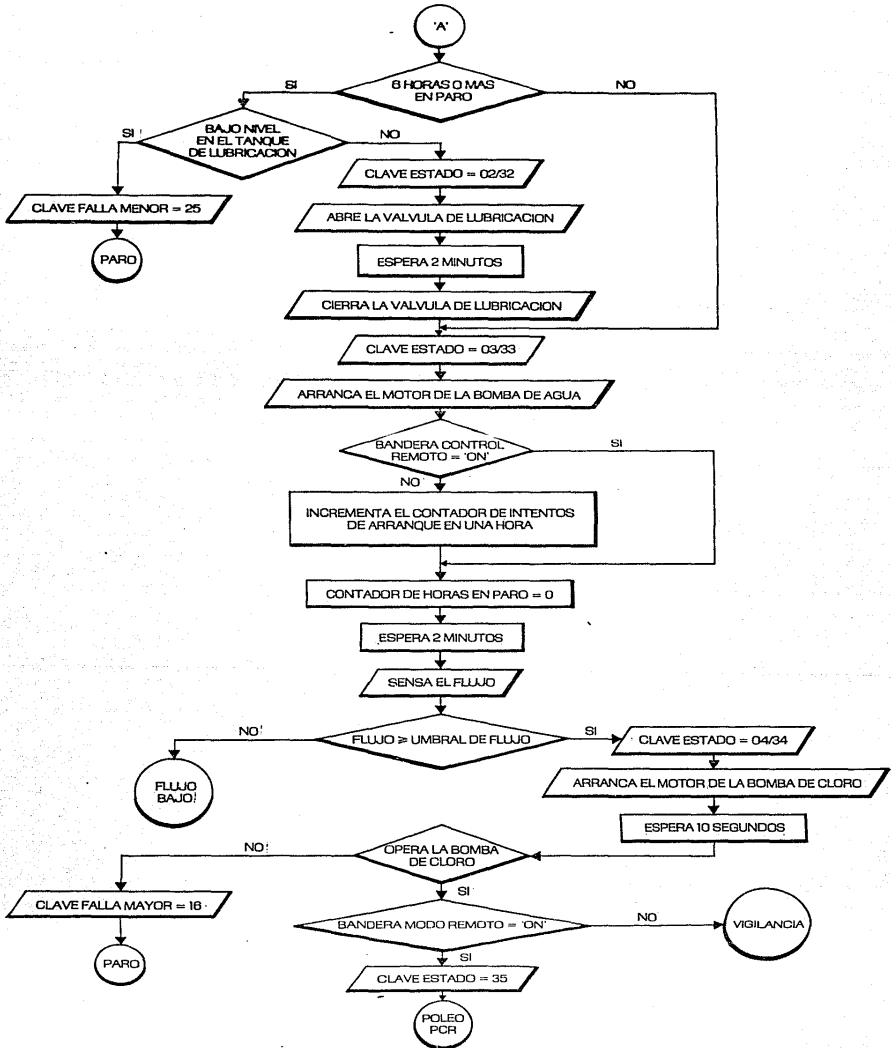 'A'
8 HORAS O MAS
EN PARO
SI
NO
BAJO NIVEL
EN EL TANQUE
DE LUBRICACION
SI
NO
CLAVE ESTADO = 02/32
CLAVE FALLA MENOR = 25
ABRE LA VALVULA DE LUBRICACION
PARO
ESPERA 2 MINUTOS
CIERRA LA VALVULA DE LUBRICACION
CLAVE ESTADO = 03/33
ARRANCA EL MOTOR DE LA BOMBA DE AGUA
BANDERA CONTROL
REMOTO = 'ON'
SI
NO
INCREMENTA EL CONTADOR DE INTENTOS
DE ARRANQUE EN UNA HORA
CONTADOR DE HORAS EN PARO = 0
ESPERA 2 MINUTOS
SENSA EL FLUJO
NO
FLUJO ≥ UMBRAL DE FLUJO
SI
CLAVE ESTADO = 04/34
FLUJO
BAJO
ARRANCA EL MOTOR DE LA BOMBA DE CLORO
ESPERA 10 SEGUNDOS
NO
OPERA LA BOMBA
DE CLORO
SI
CLAVE FALLA MAYOR = 16
BANDERA MODO REMOTO = 'ON'
NO
VIGILANCIA
PARO
SI
CLAVE ESTADO = 35
POLEO
PCR